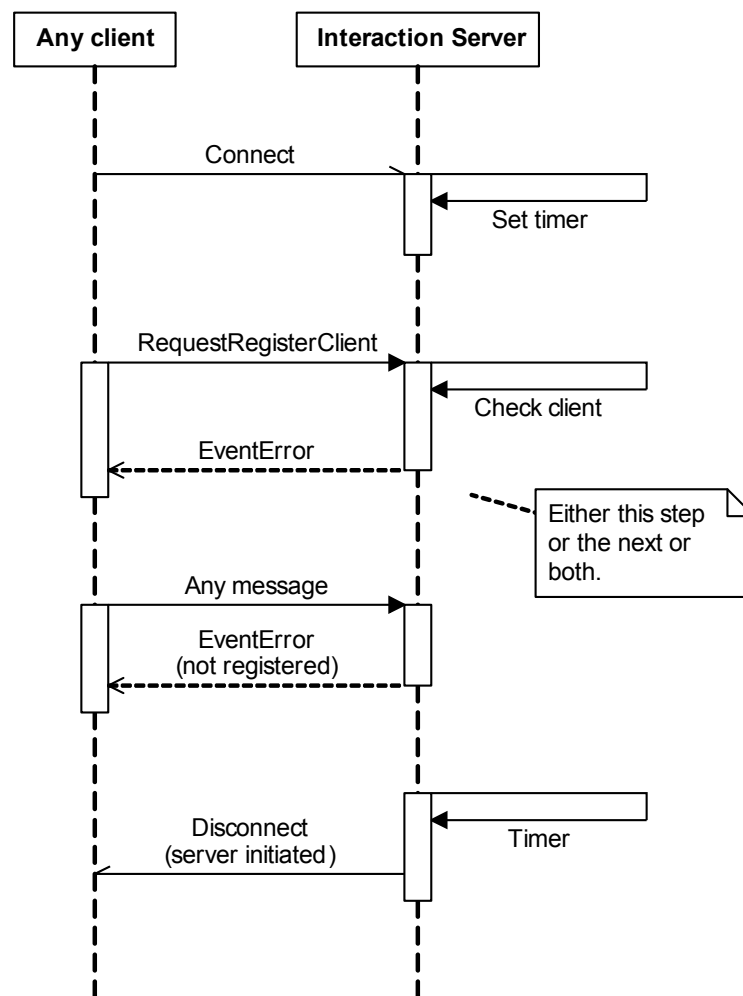 Any client
Interaction Server
Connect
Set timer
RequestRegisterClient
Check client
EventError
Either this step
or the next or
both.
Any message
EventError
(not registered)
Timer
Disconnect
(server initiated)